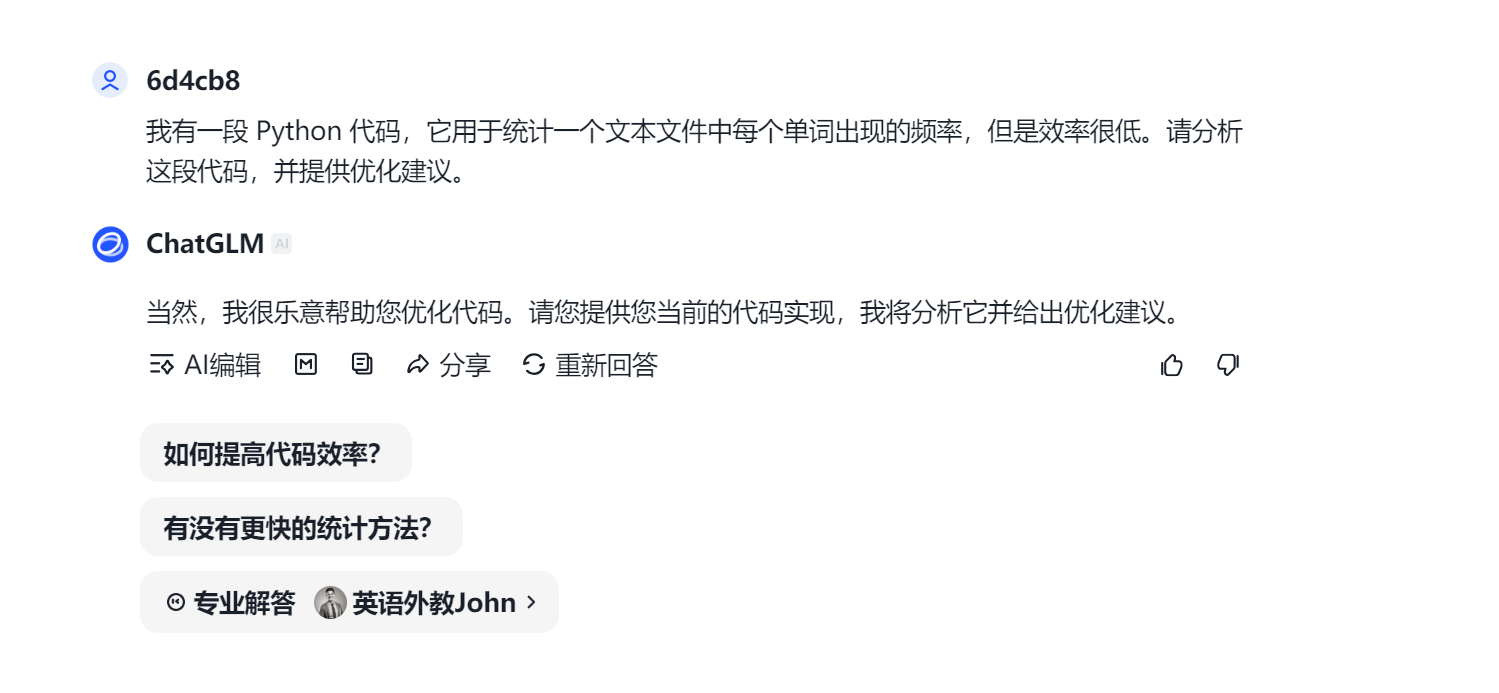 6d4cb8
我有一段 Python 代码，它用于统计一个文本文件中每个单词出现的频率，但是效率很低。请分析
这段代码，并提供优化建议。
ChatGLM AI
当然，我很乐意帮助您优化代码。请您提供您当前的代码实现，我将分析它并给出优化建议。
AI编辑 分享 重新回答
如何提高代码效率？
有没有更快的统计方法？
专业解答 英语外教John